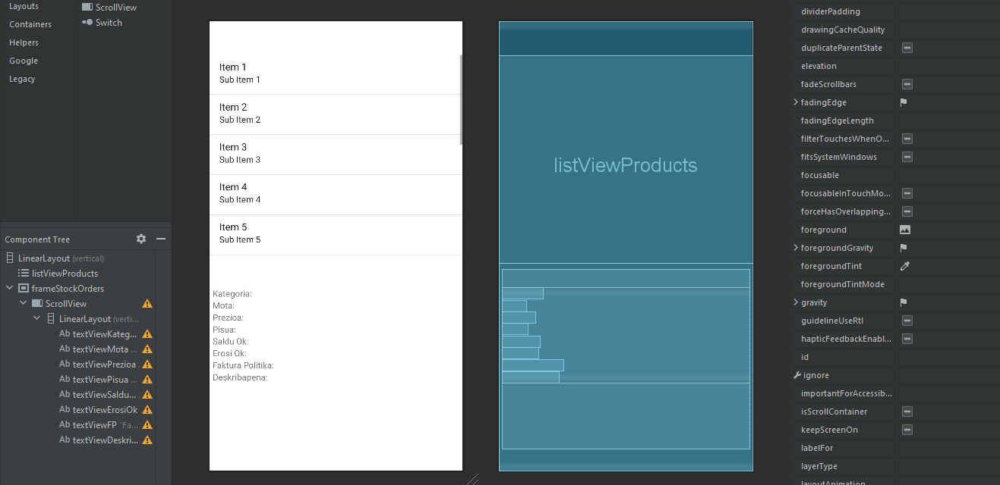 Layouts
Containers
Helpers
Google
Legacy
ScrollView
Switch
Component Tree
LinearLayout (vertical)
listViewProducts
frameStockOrders
ScrollView
LinearLayout (verti...
Ab textViewKateg...
Ab textViewMota ...
Ab textViewPrezioa .
Ab textViewPisua ...
Ab textViewSaldu...
Ab textViewErosiOk
Ab textViewFP "Fa...
Ab textViewDeskri...
Item 1
Sub Item 1
Item 2
Sub Item 2
Item 3
Sub Item 3
Item 4
Sub Item 4
Item 5
Sub Item 5
Kategoria:
Mota:
Prezioa:
Pisua:
Saldu Ok:
Erosi Ok:
Faktura Politika:
Deskribapena:
listViewProducts
dividerPadding
drawingCacheQuality
duplicateParentState
elevation
fadeScrollbars
fadingEdge
fadingEdgeLength
filterTouchesWhenO...
fitsSystemWindows
focusable
focusableInTouchMo...
forceHasOverlapping...
foreground
foregroundGravity
foregroundTint
foregroundTintMode
gravity
guidelineUseRtl
hapticFeedbackEnabl...
id
ignore
importantForAccessib...
isScrollContainer
keepScreenOn
labelFor
layerType
layoutAnimation